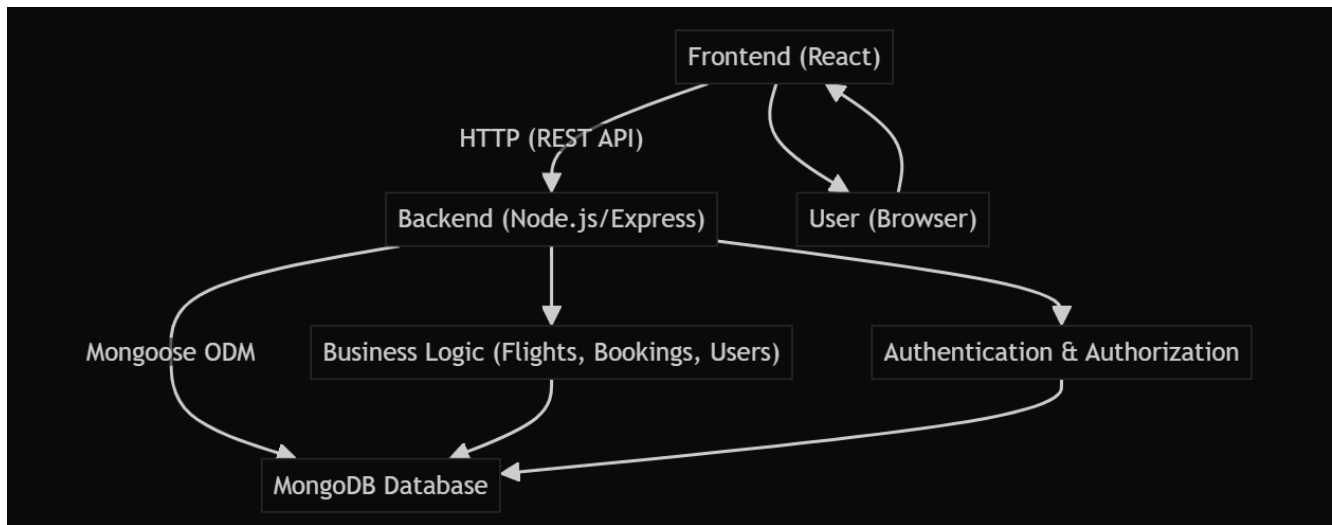 Frontend (React)
HTTP (REST API)
Backend (Node.js/Express)
User (Browser)
Mongoose ODM
Business Logic (Flights, Bookings, Users)
Authentication & Authorization
MongoDB Database